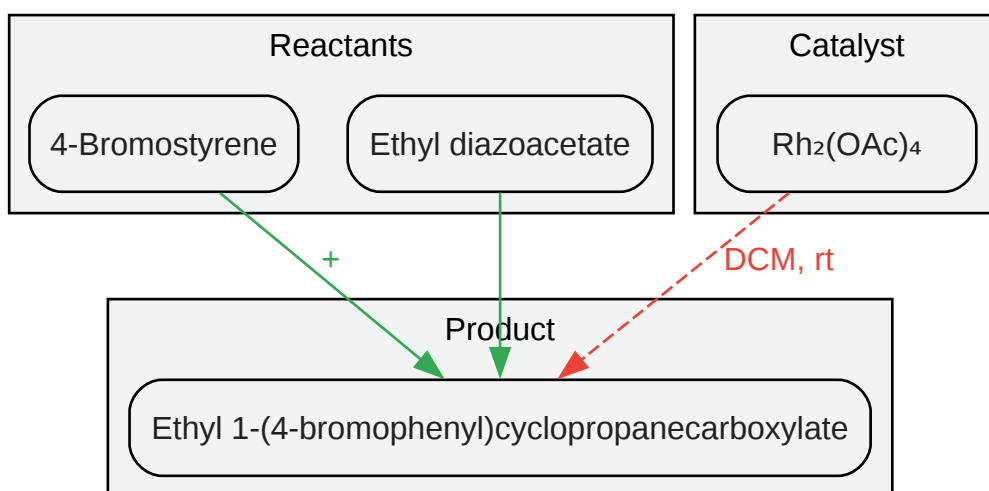 Reactants
Catalyst
4-Bromostyrene
Ethyl diazoacetate
Rh₂(OAc)₄
+
DCM, rt
Product
Ethyl 1-(4-bromophenyl)cyclopropanecarboxylate